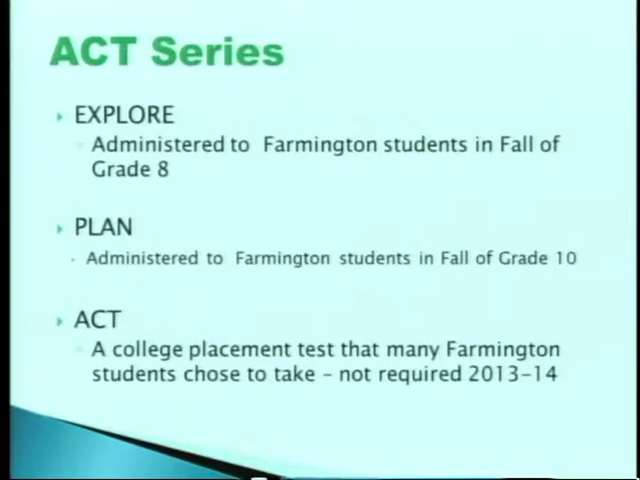 ACT Series
EXPLORE
Administered to Farmington students in Fall of
Grade 8
PLAN
Administered to Farmington students in Fall of Grade 10
ACT
A college placement test that many Farmington
students chose to take – not required 2013-14